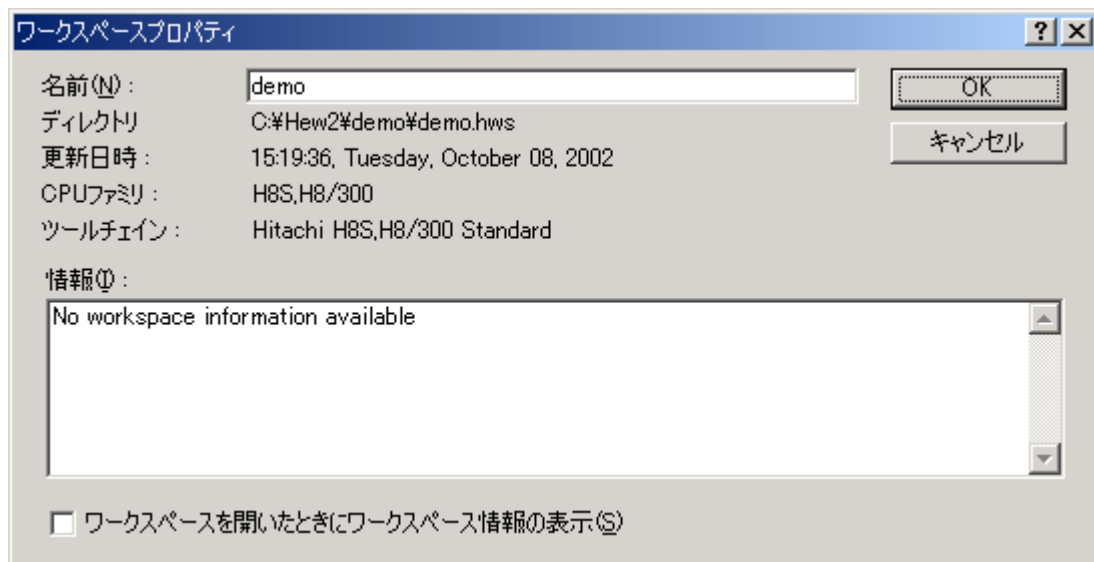 ワークスペースプロパティ
名前(N) : demo
OK
ディレクトリ C:¥Hew2¥demo¥demo.hws
キャンセル
更新日時 : 15:19:36, Tuesday, October 08, 2002
CPUファミリ : H8S,H8/300
ツールチェイン : Hitachi H8S,H8/300 Standard
情報(I) :
No workspace information available
ワークスペースを開いたときにワークスペース情報の表示(S)